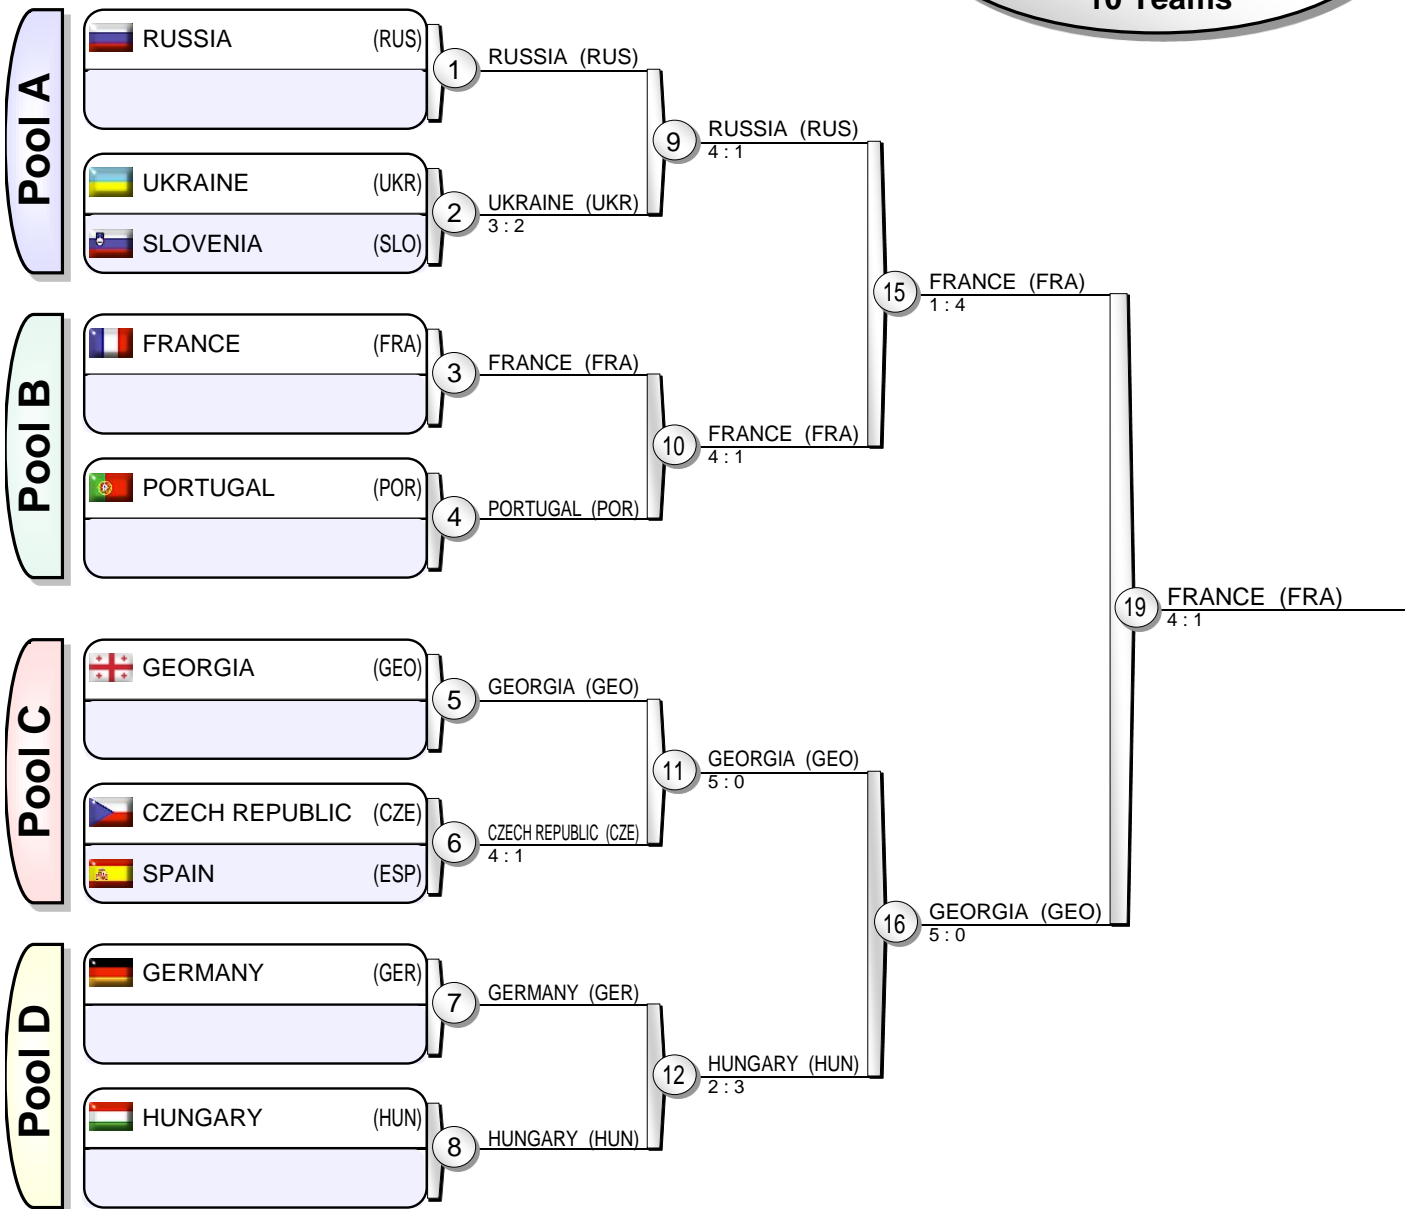 10 Teams
Pool A
RUSSIA (RUS)
UKRAINE (UKR)
SLOVENIA (SLO)
1
RUSSIA (RUS)
2
UKRAINE (UKR)
3 : 2
9
RUSSIA (RUS)
4 : 1
Pool B
FRANCE (FRA)
PORTUGAL (POR)
3
FRANCE (FRA)
4
PORTUGAL (POR)
10
FRANCE (FRA)
4 : 1
15
FRANCE (FRA)
1 : 4
Pool C
GEORGIA (GEO)
CZECH REPUBLIC (CZE)
SPAIN (ESP)
5
GEORGIA (GEO)
6
CZECH REPUBLIC (CZE)
4 : 1
11
GEORGIA (GEO)
5 : 0
Pool D
GERMANY (GER)
HUNGARY (HUN)
7
GERMANY (GER)
8
HUNGARY (HUN)
12
HUNGARY (HUN)
2 : 3
16
GEORGIA (GEO)
5 : 0
19
FRANCE (FRA)
4 : 1